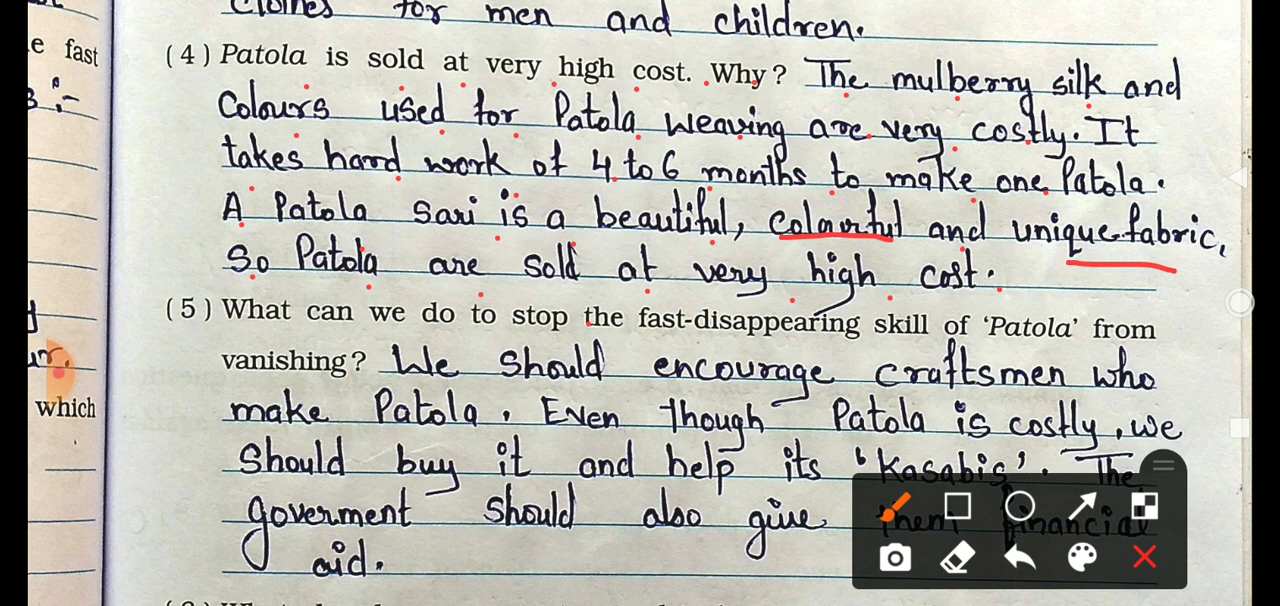 Clothes for men and children.
e fast
(4) Patola is sold at very high cost. Why? The mulberry silk and
Colours used for Patola weaving are very costly. It
takes hard work of 4 to 6 months to make one Patola.
A Patola sari is a beautiful, Colourful and unique fabric,
So Patola are sold at very high cost.
(5) What can we do to stop the fast-disappearing skill of 'Patola' from
vanishing? We should encourage craftsmen who
which
make Patola. Even though Patola is costly, we
should buy it and help its 'Kasabis'. The
goverment should also give them financial
aid.